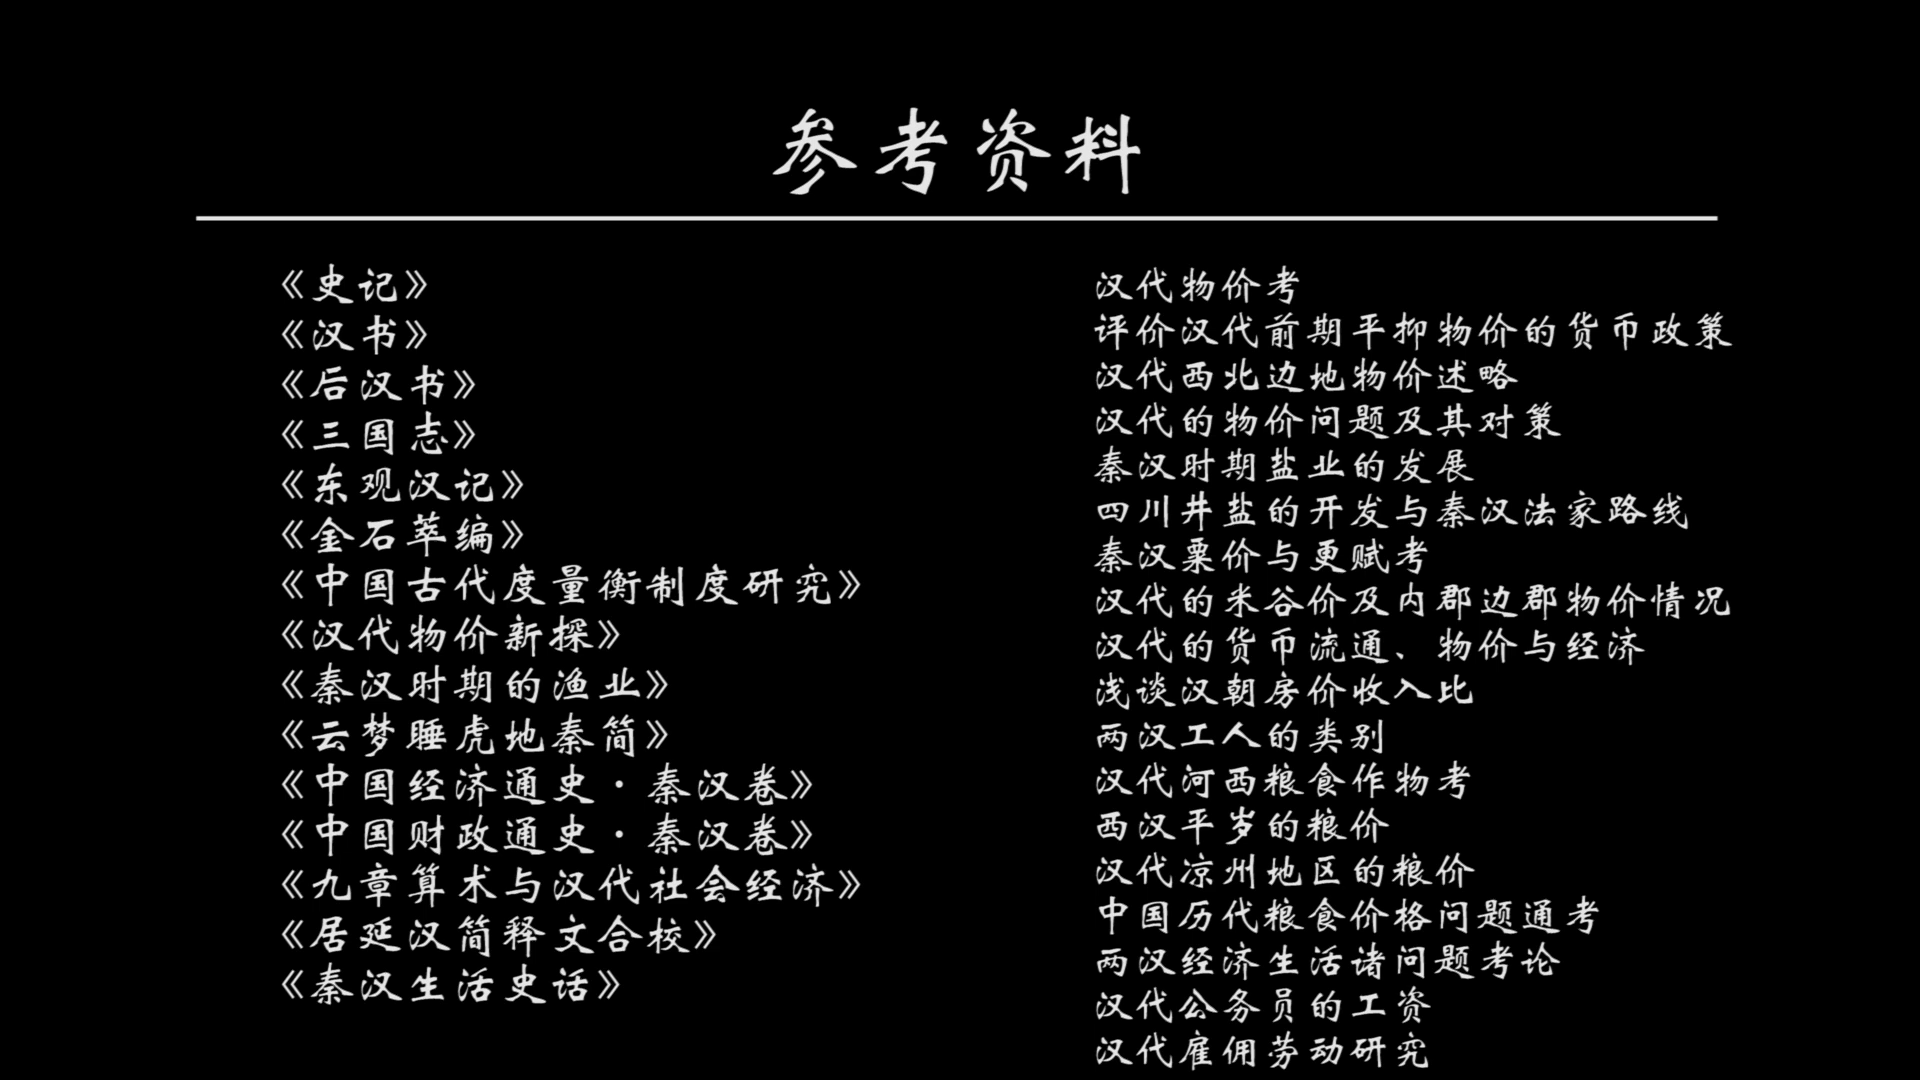 参考资料
《史记》
《汉书》
《后汉书》
《三国志》
《东观汉记》
《金石萃编》
《中国古代度量衡制度研究》
《汉代物价新探》
《秦汉时期的渔业》
《云梦睡虎地秦简》
《中国经济通史·秦汉卷》
《中国财政通史·秦汉卷》
《九章算术与汉代社会经济》
《居延汉简释文合校》
《秦汉生活史话》
汉代物价考
评价汉代前期平抑物价的货币政策
汉代西北边地物价述略
汉代的物价问题及其对策
秦汉时期盐业的发展
四川井盐的开发与秦汉法家路线
秦汉粟价与更赋考
汉代的米谷价及内郡边郡物价情况
汉代的货币流通、物价与经济
浅谈汉朝房价收入比
两汉工人的类别
汉代河西粮食作物考
西汉平岁的粮价
汉代凉州地区的粮价
中国历代粮食价格问题通考
两汉经济生活诸问题考论
汉代公务员的工资
汉代雇佣劳动研究